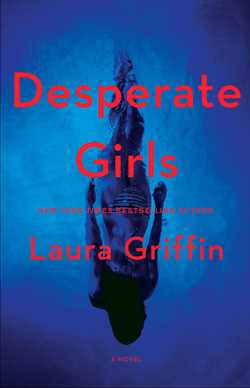 Desperate
Girls
NEW YORK TIMES BESTSELLING AUTHOR
Laura Griffin
A NOVEL